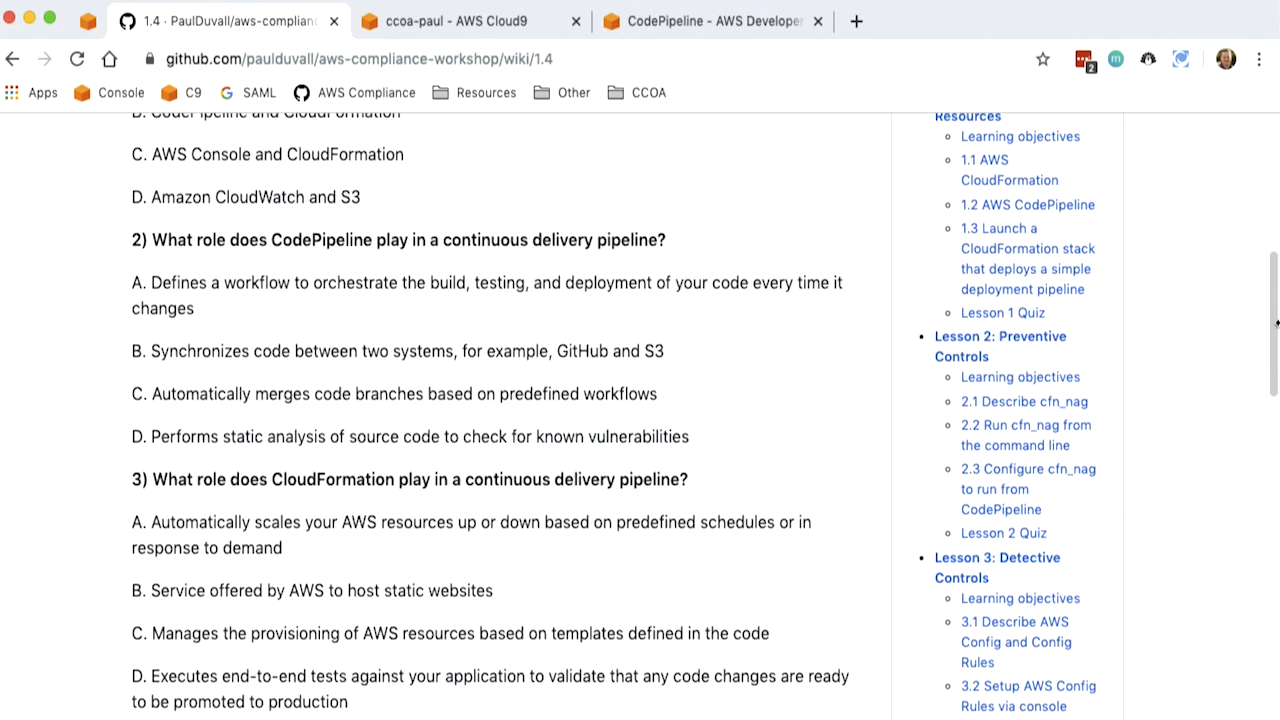 1.4 · PaulDuvall/aws-complianc
ccoa-paul - AWS Cloud9
CodePipeline - AWS Developer
github.com/paulduvall/aws-compliance-workshop/wiki/1.4
2
m
Apps
Console
C9
SAML
AWS Compliance
Resources
Other
CCOA
B. CodePipeline and CloudFormation
C. AWS Console and CloudFormation
D. Amazon CloudWatch and S3
2) What role does CodePipeline play in a continuous delivery pipeline?
A. Defines a workflow to orchestrate the build, testing, and deployment of your code every time it
changes
B. Synchronizes code between two systems, for example, GitHub and S3
C. Automatically merges code branches based on predefined workflows
D. Performs static analysis of source code to check for known vulnerabilities
3) What role does CloudFormation play in a continuous delivery pipeline?
A. Automatically scales your AWS resources up or down based on predefined schedules or in
response to demand
B. Service offered by AWS to host static websites
C. Manages the provisioning of AWS resources based on templates defined in the code
D. Executes end-to-end tests against your application to validate that any code changes are ready
to be promoted to production
Resources
Learning objectives
1.1 AWS
CloudFormation
1.2 AWS CodePipeline
1.3 Launch a
CloudFormation stack
that deploys a simple
deployment pipeline
Lesson 1 Quiz
Lesson 2: Preventive
Controls
Learning objectives
2.1 Describe cfn_nag
2.2 Run cfn_nag from
the command line
2.3 Configure cfn_nag
to run from
CodePipeline
Lesson 2 Quiz
Lesson 3: Detective
Controls
Learning objectives
3.1 Describe AWS
Config and Config
Rules
3.2 Setup AWS Config
Rules via console